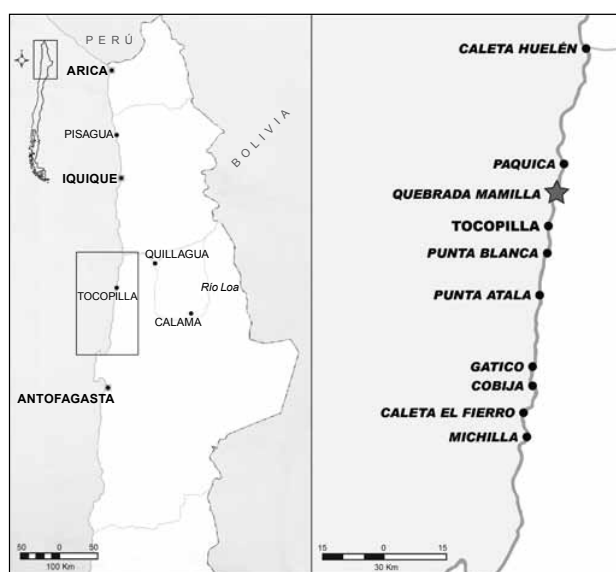 PERÚ
ARICA
PISAGUA
BOLIVIA
IQUIQUE
QUILLAGUA
TOCOPILLA
Río Loa
CALAMA
ANTOFAGASTA
50 0 50
100 Km
CALETA HUELÉN
PAQUICA
QUEBRADA MAMILLA
TOCOPILLA
PUNTA BLANCA
PUNTA ATALA
GATICO
COBIJA
CALETA EL FIERRO
MICHILLA
15 0 15
30 Km